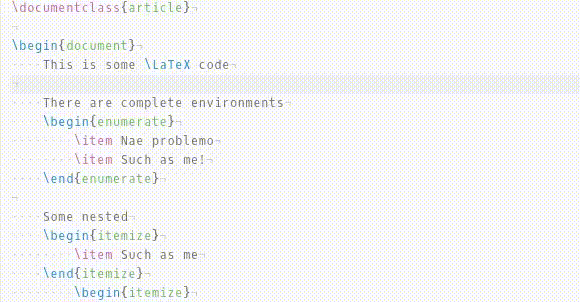 \documentclass{article}
\begin{document}
This is some \LaTeX code
There are complete environments
\begin{enumerate}
\item Nae problemo
\item Such as me!
\end{enumerate}
Some nested
\begin{itemize}
\item Such as me
\end{itemize}
\begin{itemize}